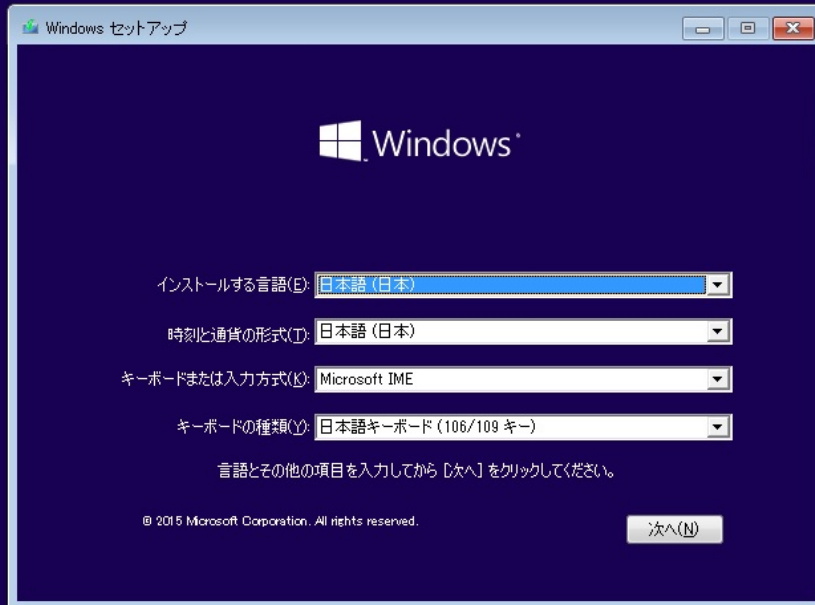 Windows セットアップ
Windows
インストールする言語(E): 日本語 (日本)
時刻と通貨の形式(T): 日本語 (日本)
キーボードまたは入力方式(K): Microsoft IME
キーボードの種類(Y): 日本語キーボード (106/109 キー)
言語とその他の項目を入力してから [次へ] をクリックしてください。
© 2015 Microsoft Corporation. All rights reserved.
次へ(N)